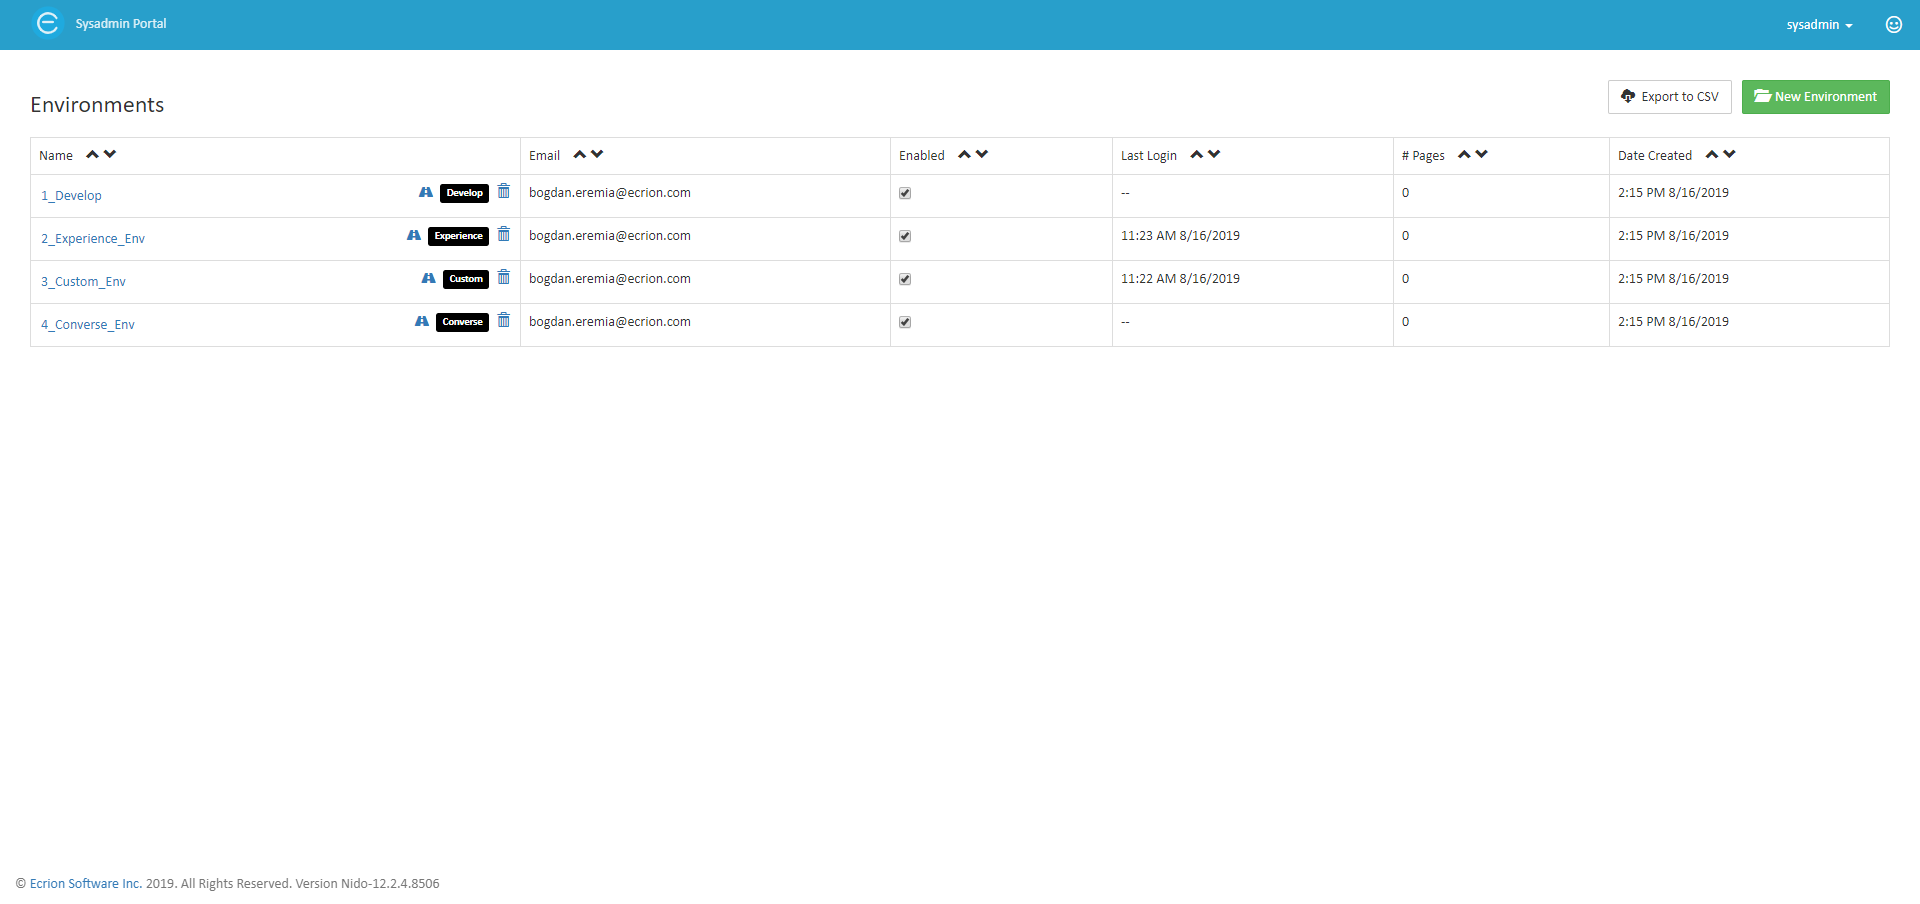 Sysadmin Portal
sysadmin
Environments
Export to CSV
New Environment
Name Email Enabled Last Login # Pages Date Created
1_Develop Develop bogdan.eremia@ecrion.com -- 0 2:15 PM 8/16/2019
2_Experience_Env Experience bogdan.eremia@ecrion.com 11:23 AM 8/16/2019 0 2:15 PM 8/16/2019
3_Custom_Env Custom bogdan.eremia@ecrion.com 11:22 AM 8/16/2019 0 2:15 PM 8/16/2019
4_Converse_Env Converse bogdan.eremia@ecrion.com -- 0 2:15 PM 8/16/2019
© Ecrion Software Inc. 2019. All Rights Reserved. Version Nido-12.2.4.8506